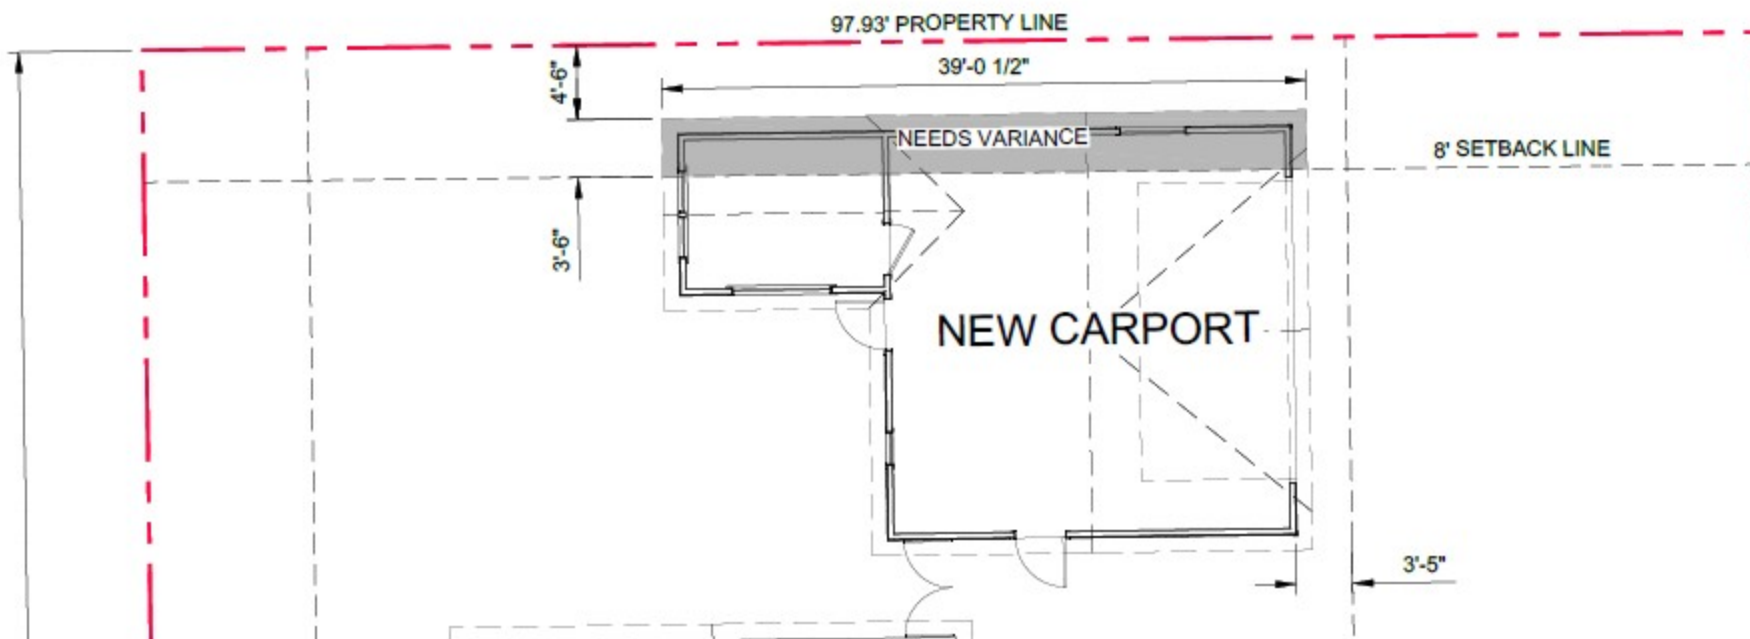 97.93' PROPERTY LINE
39'-0 1/2"
4'-6"
NEEDS VARIANCE
8' SETBACK LINE
3'-6"
NEW CARPORT
3'-5"